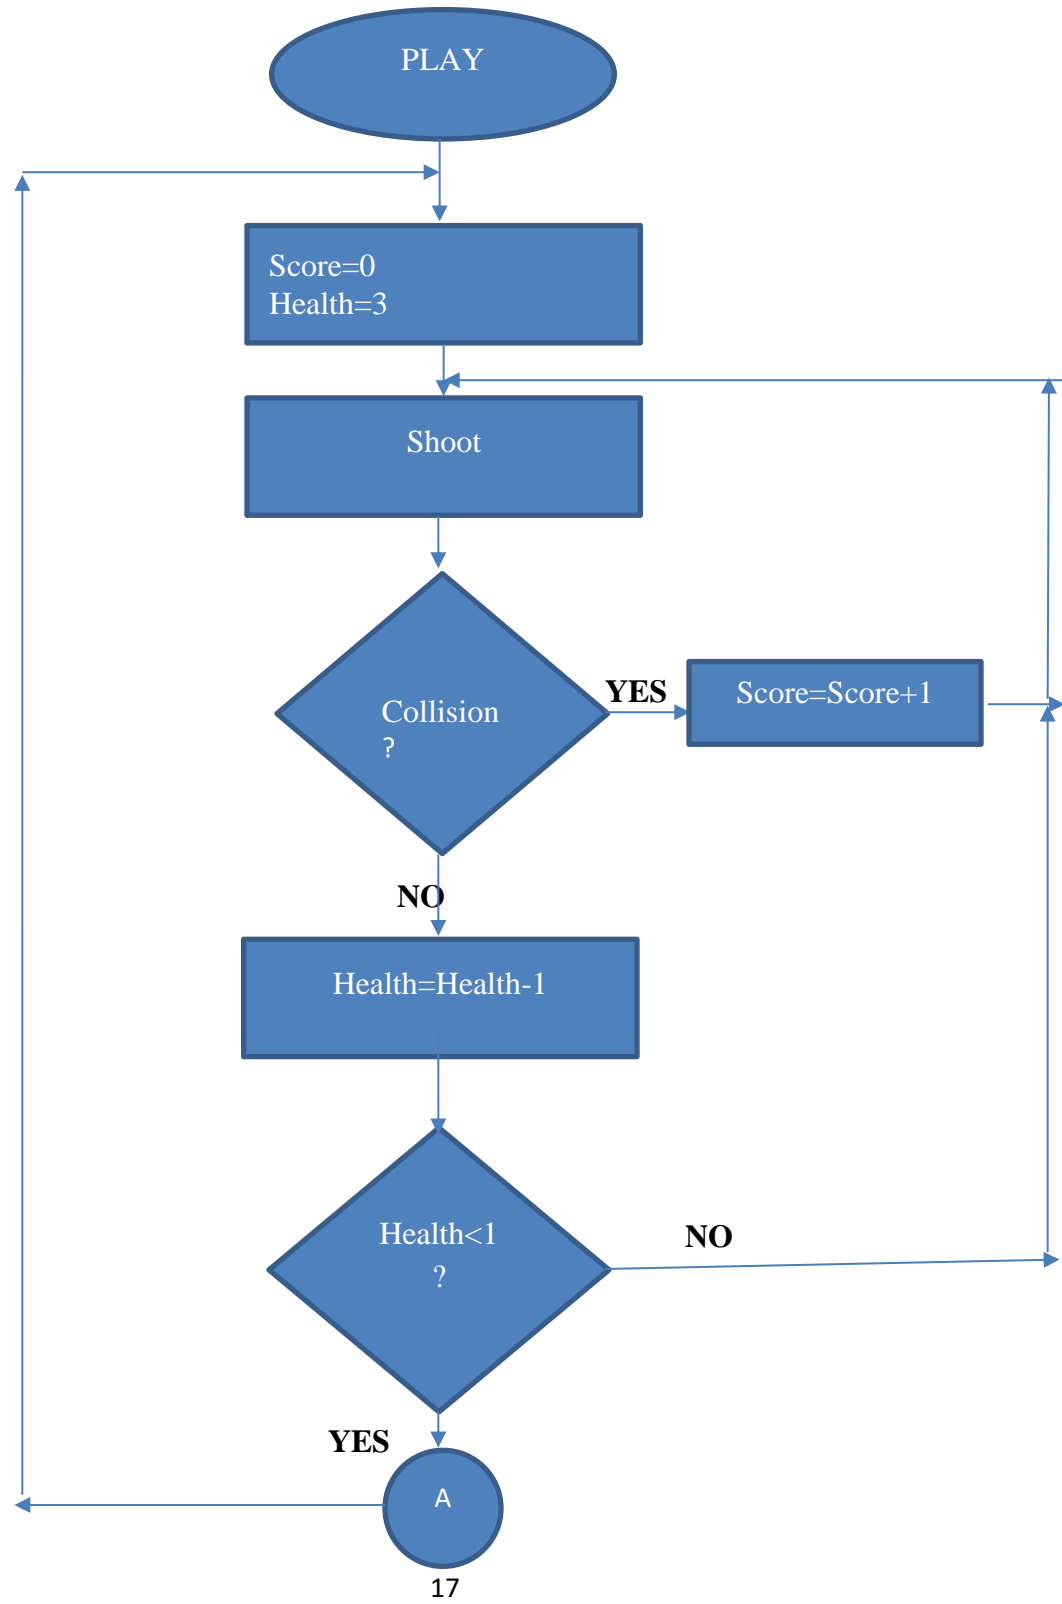 PLAY
Score=0
Health=3
Shoot
Collision
?
YES
Score=Score+1
NO
Health=Health-1
Health<1
?
NO
YES
A
17